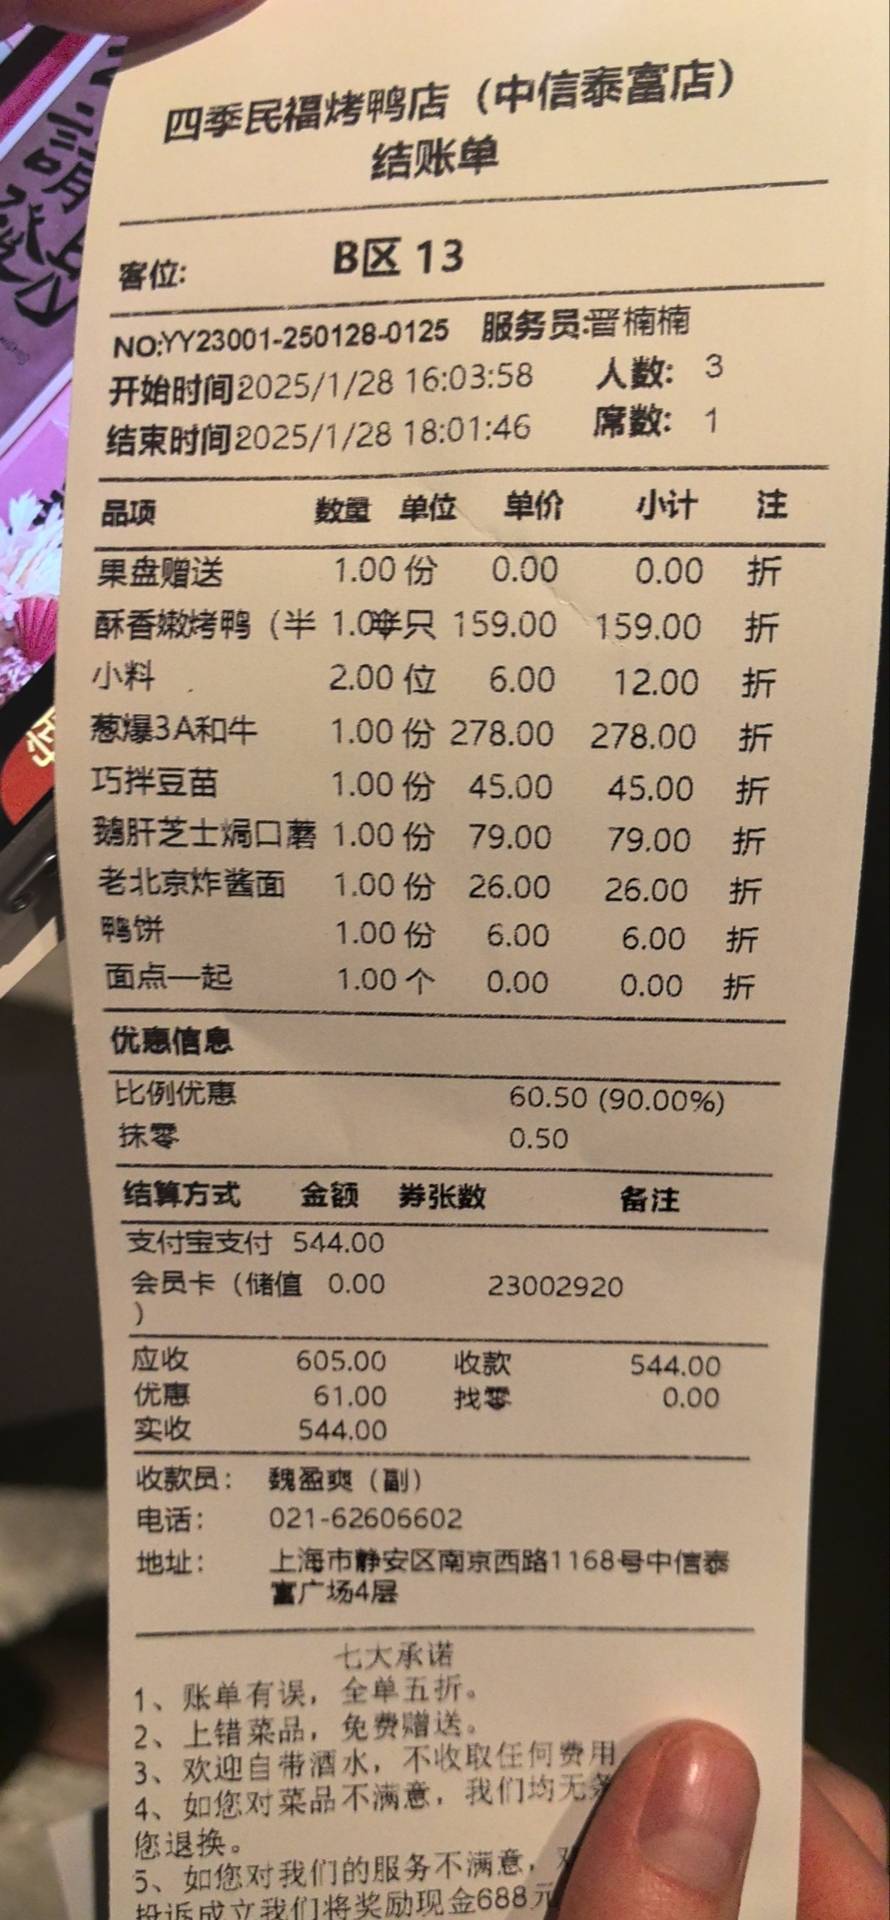 四季民福烤鸭店（中信泰富店）
结账单
客位: B区 13
NO:YY23001-250128-0125 服务员:晋楠楠
开始时间2025/1/28 16:03:58 人数: 3
结束时间2025/1/28 18:01:46 席数: 1
品项 数量 单位 单价 小计 注
果盘赠送 1.00 份 0.00 0.00 折
酥香嫩烤鸭（半 1.00 半只 159.00 159.00 折
小料 2.00 位 6.00 12.00 折
葱爆3A和牛 1.00 份 278.00 278.00 折
巧拌豆苗 1.00 份 45.00 45.00 折
鹅肝芝士焗口蘑 1.00 份 79.00 79.00 折
老北京炸酱面 1.00 份 26.00 26.00 折
鸭饼 1.00 份 6.00 6.00 折
面点一起 1.00 个 0.00 0.00 折
优惠信息
比例优惠 60.50 (90.00%)
抹零 0.50
结算方式 金额 券张数 备注
支付宝支付 544.00
会员卡（储值 0.00 23002920
）
应收 605.00 收款 544.00
优惠 61.00 找零 0.00
实收 544.00
收款员: 魏盈爽（副）
电话: 021-62606602
地址: 上海市静安区南京西路1168号中信泰
富广场4层
七大承诺
1、账单有误，全单五折。
2、上错菜品，免费赠送。
3、欢迎自带酒水，不收取任何费用
4、如您对菜品不满意，我们均无条
您退换。
5、如您对我们的服务不满意，
投诉成立我们将奖励现金688元